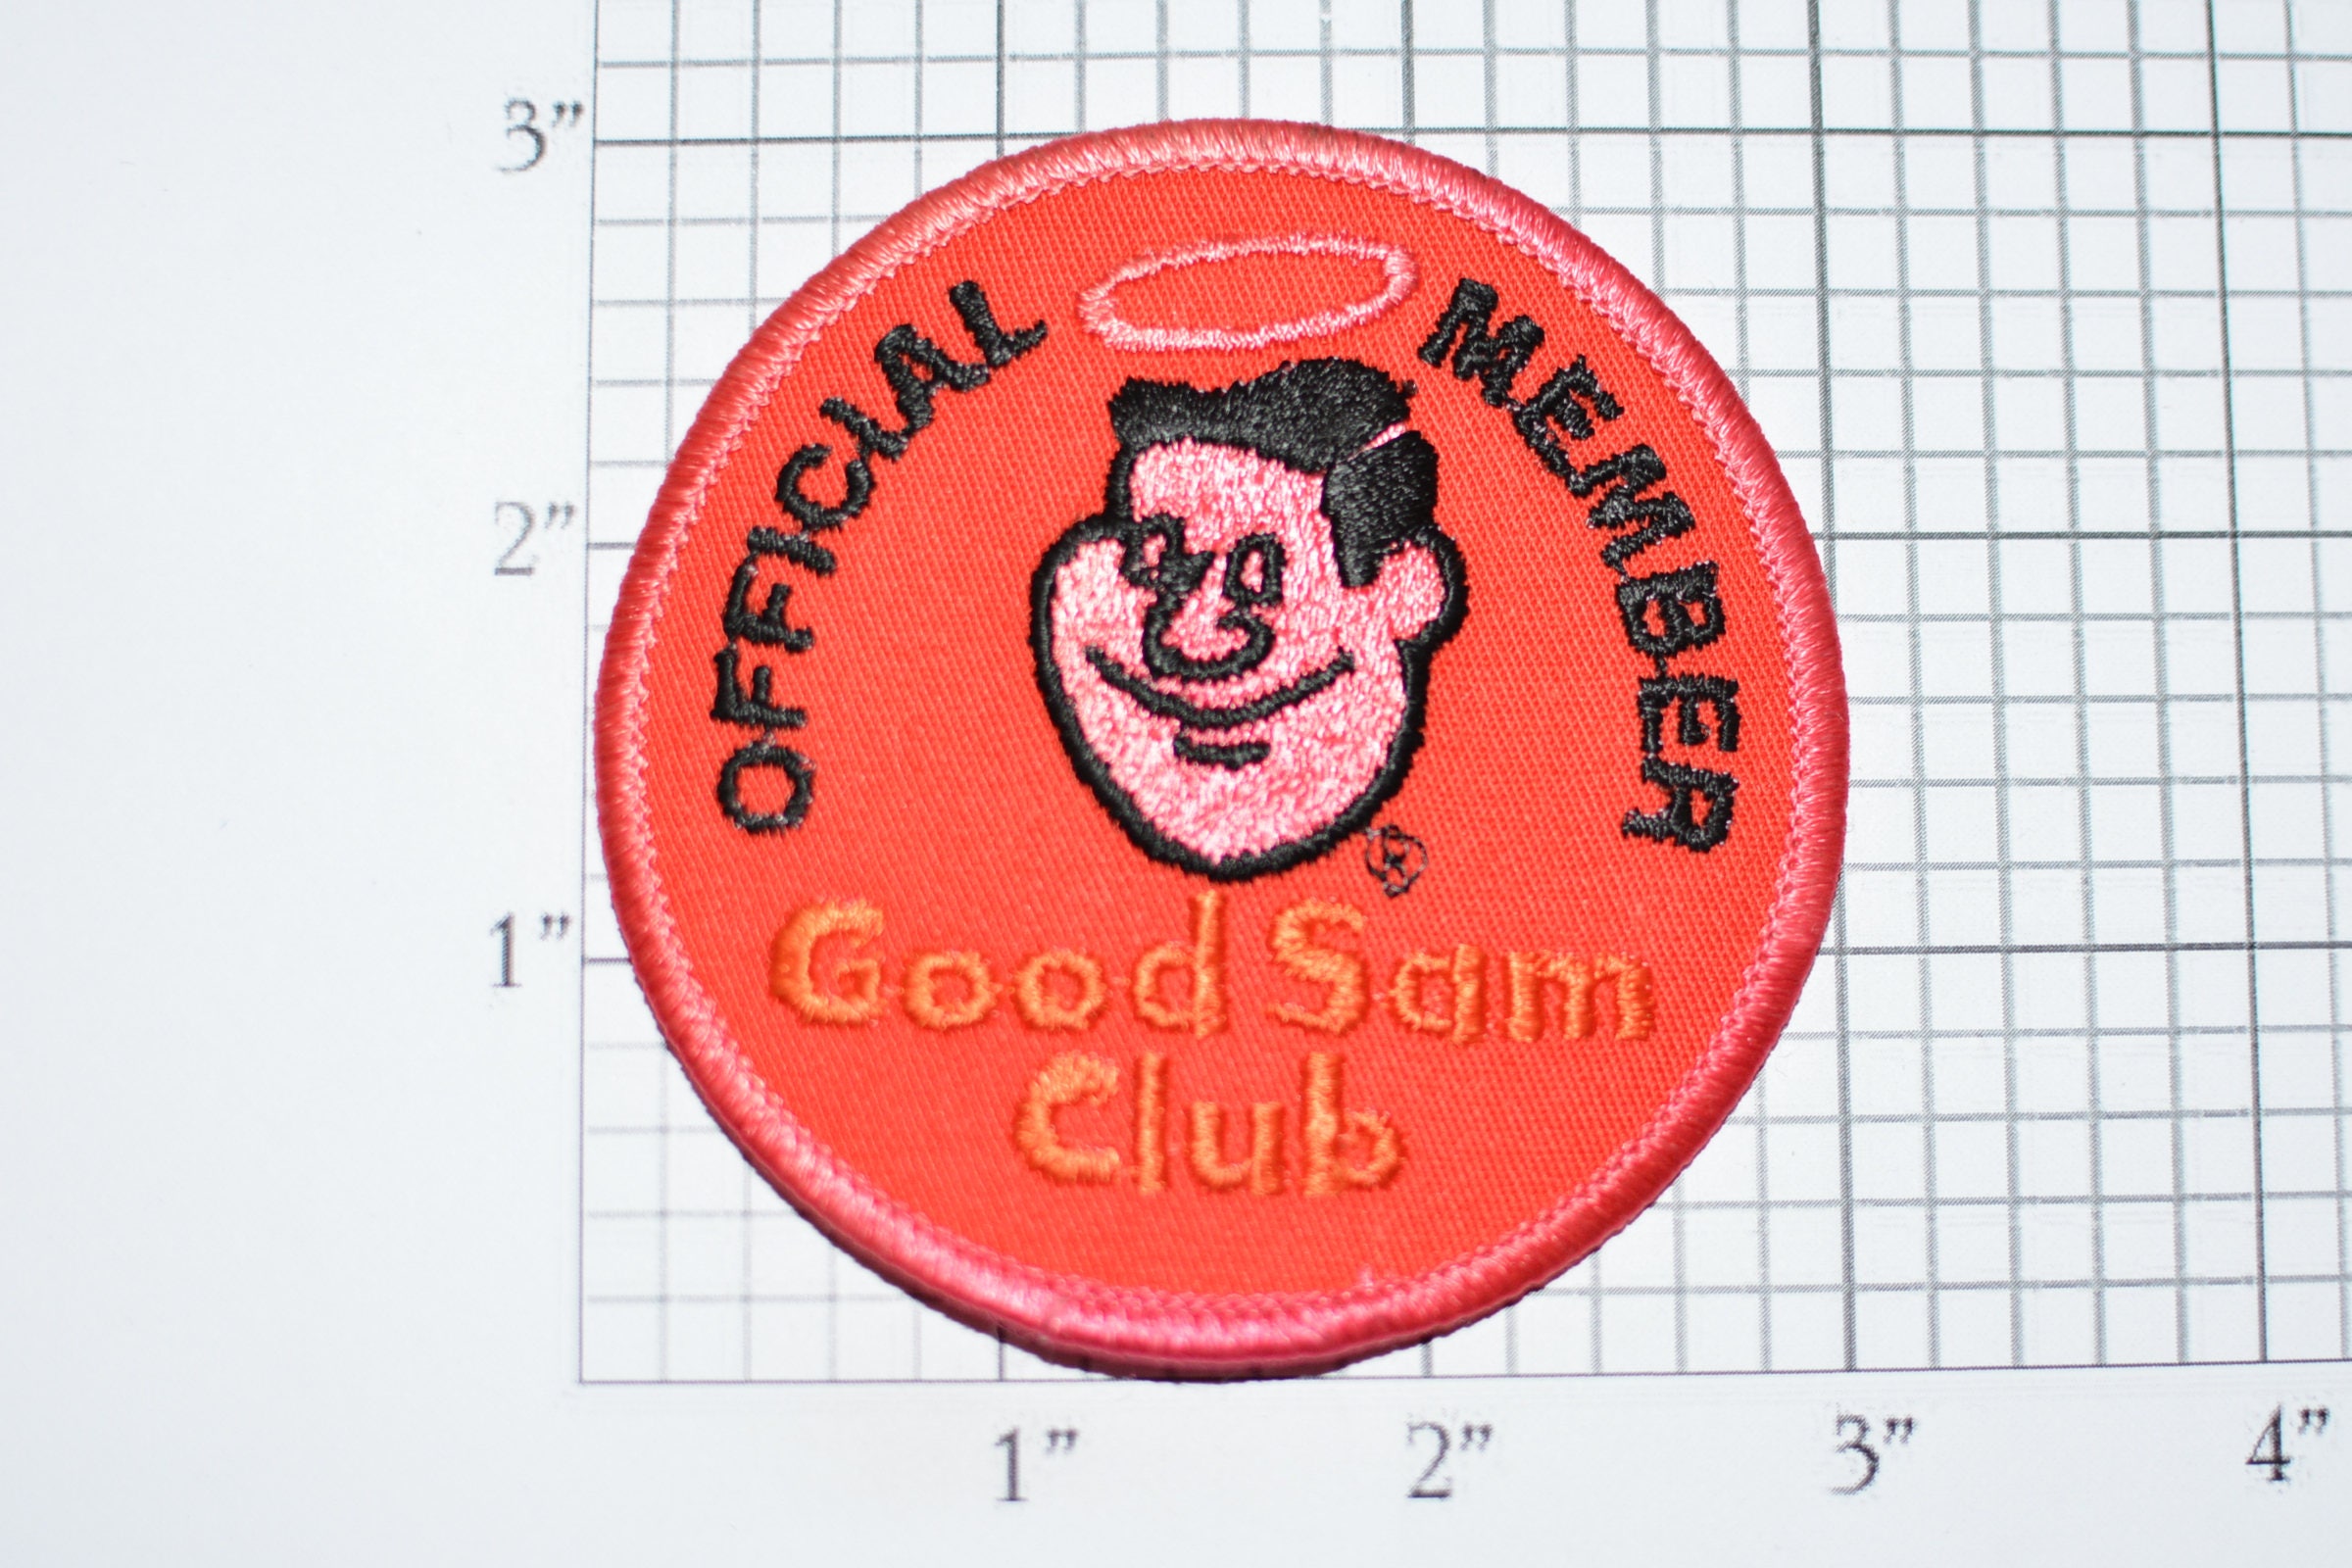 OFFICIAL MEMBER
®
Good Sam
Club
3”
2”
1”
1” 2” 3” 4”